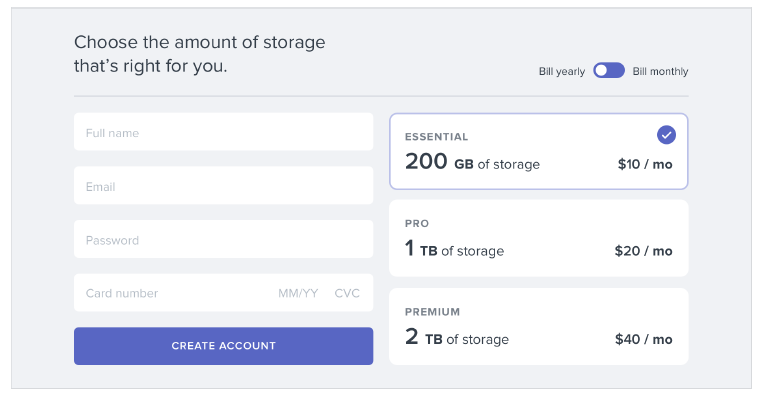 Choose the amount of storage
that's right for you.
Bill yearly
Bill monthly
Full name
Email
Password
Card number MM/YY CVC
CREATE ACCOUNT
ESSENTIAL
200 GB of storage $10 / mo
PRO
1 TB of storage $20 / mo
PREMIUM
2 TB of storage $40 / mo